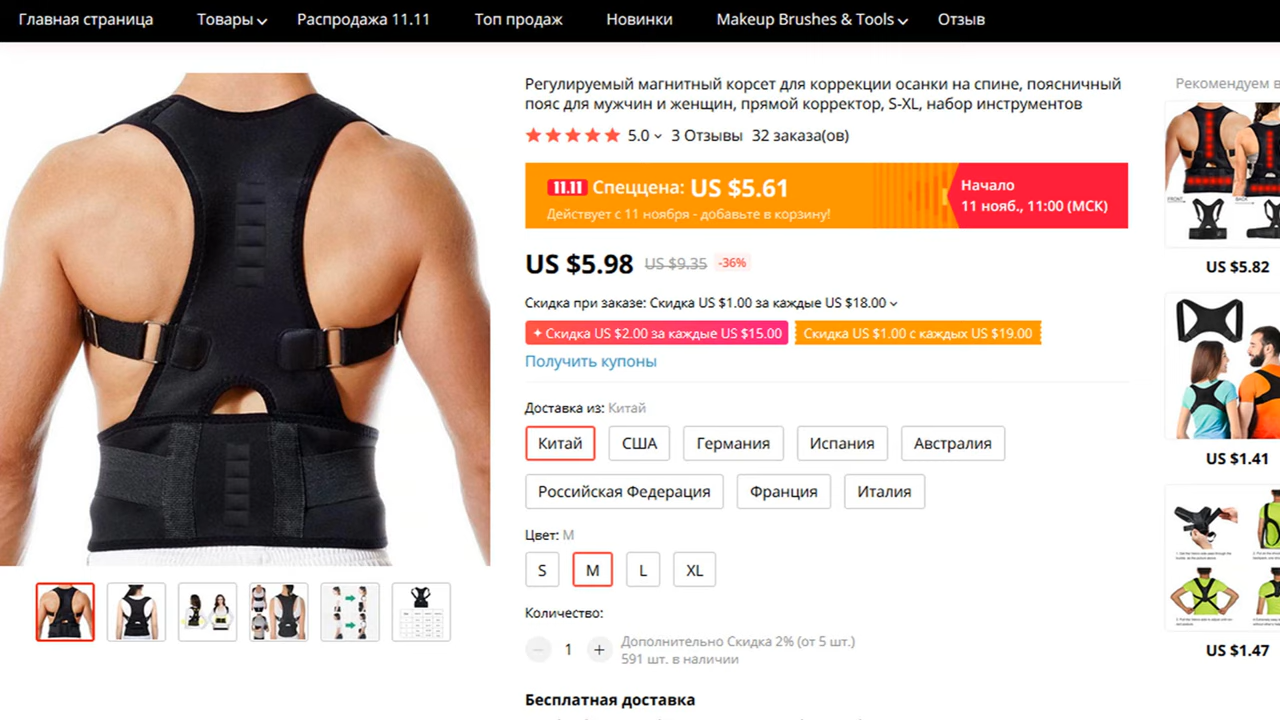 Главная страница
Товары
Распродажа 11.11
Топ продаж
Новинки
Makeup Brushes & Tools
Отзыв
Регулируемый магнитный корсет для коррекции осанки на спине, поясничный
пояс для мужчин и женщин, прямой корректор, S-XL, набор инструментов
5.0 3 Отзывы 32 заказа(ов)
11.11 Спеццена: US $5.61
Действует с 11 ноября - добавьте в корзину!
Начало
11 нояб., 11:00 (МСК)
US $5.98 US $9.35 -36%
Скидка при заказе: Скидка US $1.00 за каждые US $18.00
Скидка US $2.00 за каждые US $15.00
Скидка US $1.00 с каждых US $19.00
Получить купоны
Доставка из: Китай
Китай
США
Германия
Испания
Австралия
Российская Федерация
Франция
Италия
Цвет: M
S
M
L
XL
Количество:
1
Дополнительно Скидка 2% (от 5 шт.)
591 шт. в наличии
Бесплатная доставка
Рекомендуем
FRONT
BACK
US $5.82
US $1.41
US $1.47